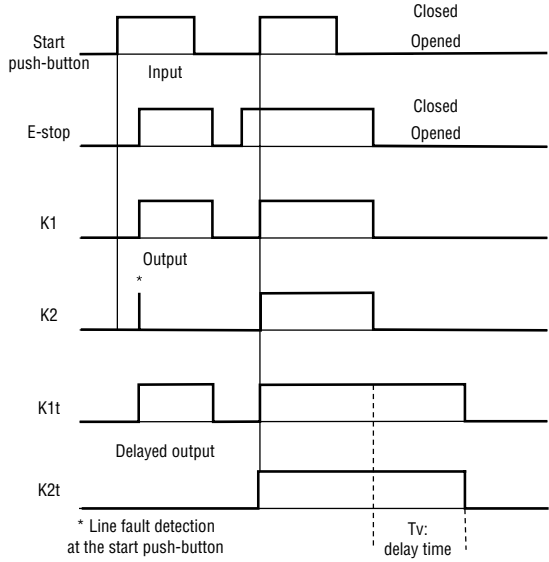 Closed
Start
push-button
Opened
Input
Closed
E-stop
Opened
K1
Output
*
K2
K1t
Delayed output
K2t
* Line fault detection
at the start push-button
Tv:
delay time